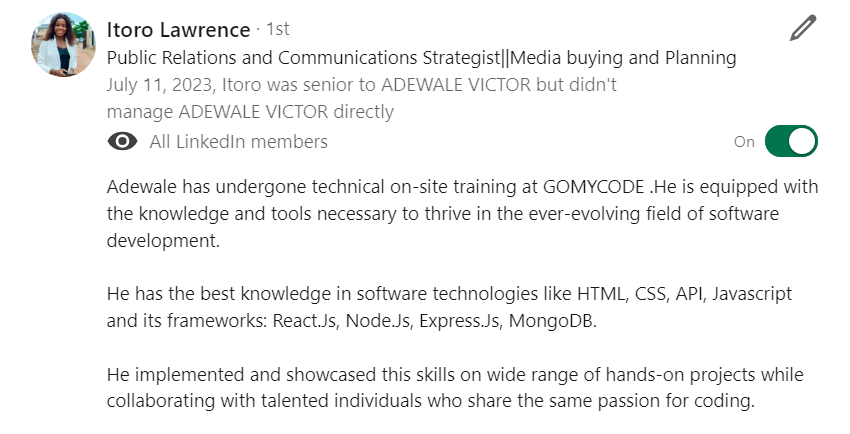 Itoro Lawrence · 1st
Public Relations and Communications Strategist||Media buying and Planning
July 11, 2023, Itoro was senior to ADEWALE VICTOR but didn't
manage ADEWALE VICTOR directly
All LinkedIn members
On
Adewale has undergone technical on-site training at GOMYCODE .He is equipped with
the knowledge and tools necessary to thrive in the ever-evolving field of software
development.
He has the best knowledge in software technologies like HTML, CSS, API, Javascript
and its frameworks: React.Js, Node.Js, Express.Js, MongoDB.
He implemented and showcased this skills on wide range of hands-on projects while
collaborating with talented individuals who share the same passion for coding.